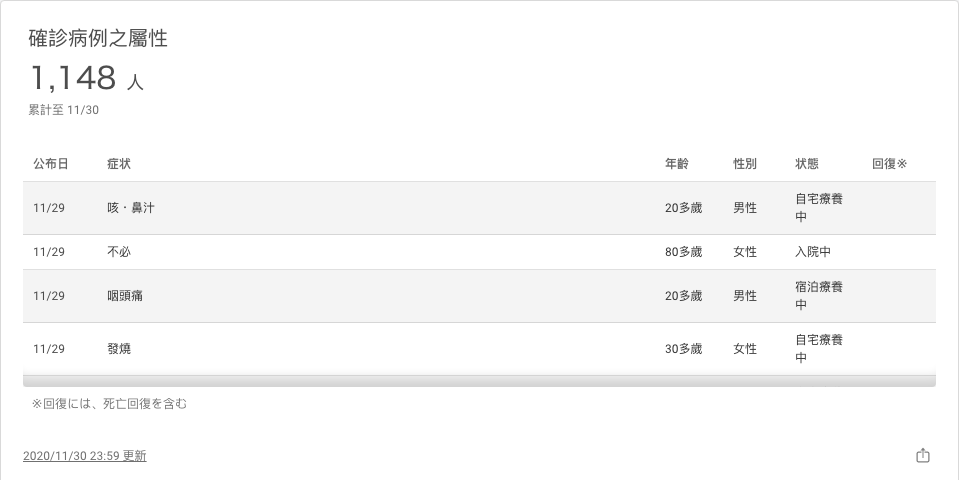 確診病例之屬性
1,148 人
累計至 11/30
公布日 症狀 年齡 性別 狀態 回復※
11/29 咳・鼻汁 20多歲 男性 自宅療養中
11/29 不必 80多歲 女性 入院中
11/29 咽頭痛 20多歲 男性 宿泊療養中
11/29 發燒 30多歲 女性 自宅療養中
※回復には、死亡回復を含む
2020/11/30 23:59 更新